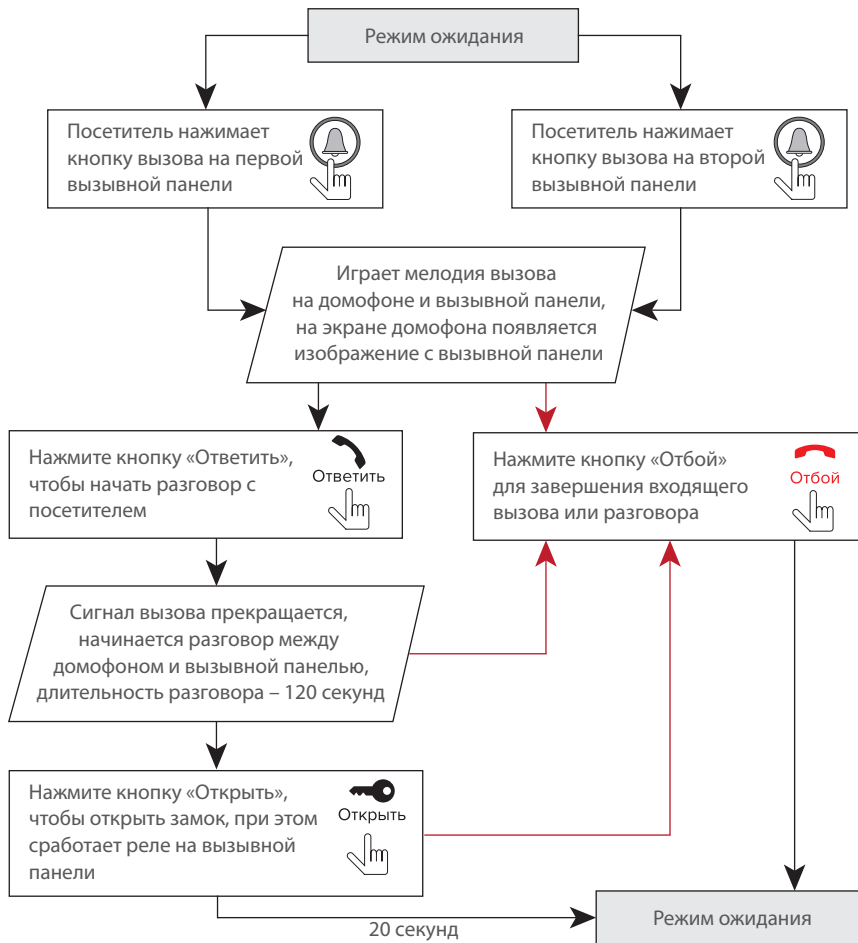 Режим ожидания
Посетитель нажимает
кнопку вызова на первой
вызывной панели
Посетитель нажимает
кнопку вызова на второй
вызывной панели
Играет мелодия вызова
на домофоне и вызывной панели,
на экране домофона появляется
изображение с вызывной панели
Нажмите кнопку «Ответить»,
чтобы начать разговор с
посетителем
Ответить
Нажмите кнопку «Отбой»
для завершения входящего
вызова или разговора
Отбой
Сигнал вызова прекращается,
начинается разговор между
домофоном и вызывной панелью,
длительность разговора – 120 секунд
Нажмите кнопку «Открыть»,
чтобы открыть замок, при этом
сработает реле на вызывной
панели
Открыть
20 секунд
Режим ожидания